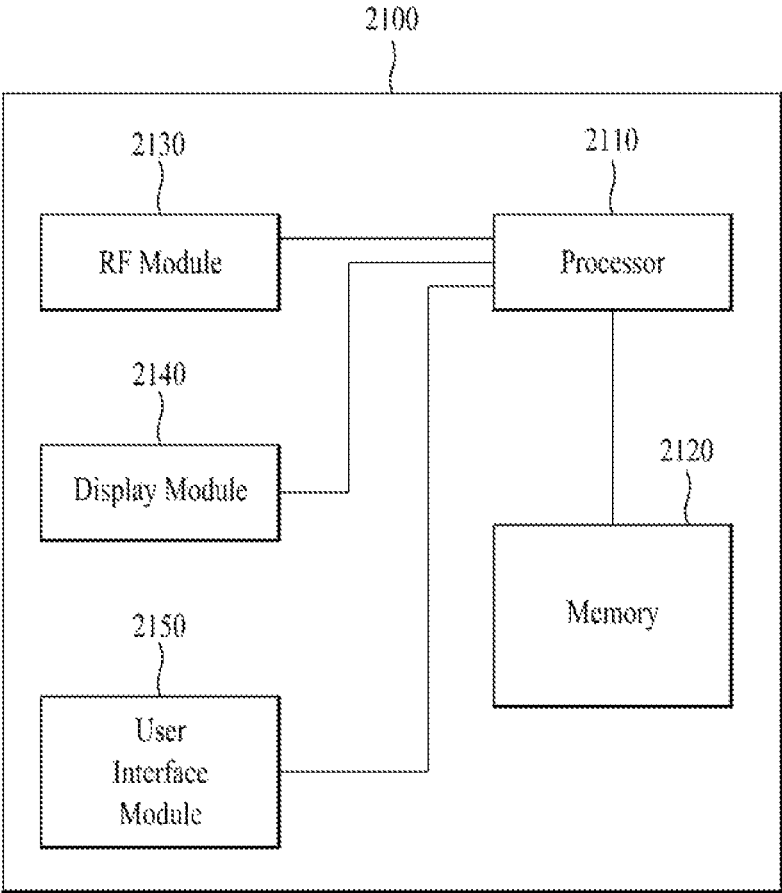 2100
2130
2110
RF Module
Processor
2140
2120
Display Module
Memory
2150
User
Interface
Module